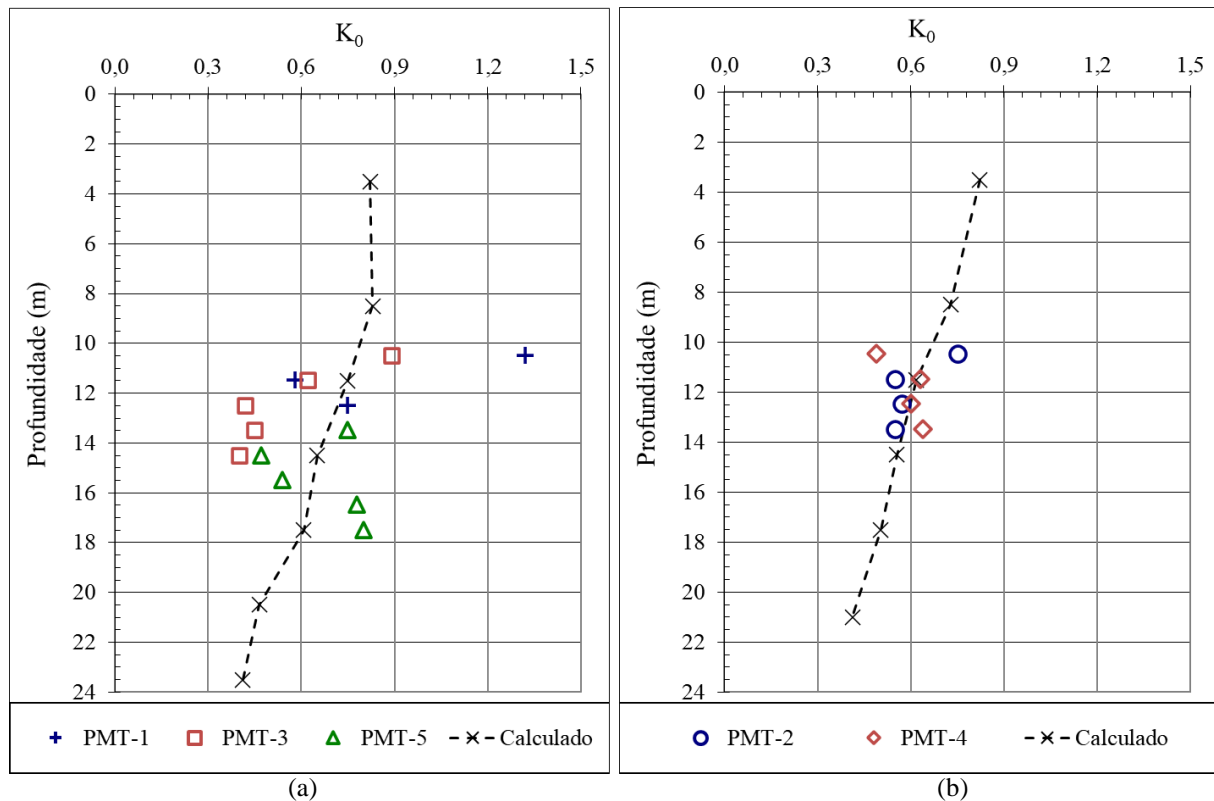 K0
0,0 0,3 0,6 0,9 1,2 1,5
0
2
4
6
8
10
12
14
16
18
20
22
24
Profundidade (m)
PMT-1 PMT-3 PMT-5 Calculado
(a)
K0
0,0 0,3 0,6 0,9 1,2 1,5
0
2
4
6
8
10
12
14
16
18
20
22
24
Profundidade (m)
PMT-2 PMT-4 Calculado
(b)